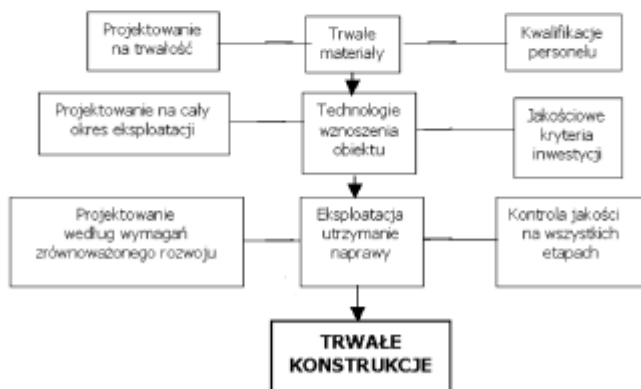 Projektowanie
na trwałość
Trwałe
materiały
Kwalifikacje
personelu
Projektowanie na cały
okres eksploatacji
Technologie
wznoszenia
obiektu
Jakościowe
kryteria
inwestycji
Projektowanie
według wymagań
zrównoważonego rozwoju
Eksploatacja
utrzymanie
naprawy
Kontrola jakości
na wszystkich
etapach
TRWAŁE
KONSTRUKCJE